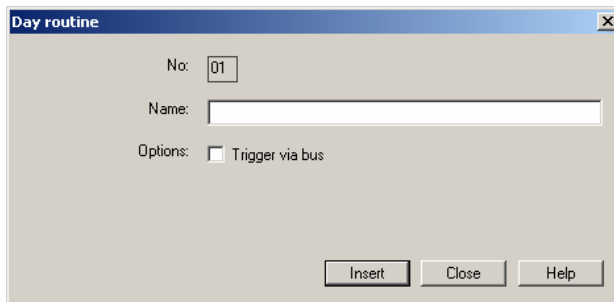 Day routine
No: 01
Name:
Options: Trigger via bus
Insert Close Help